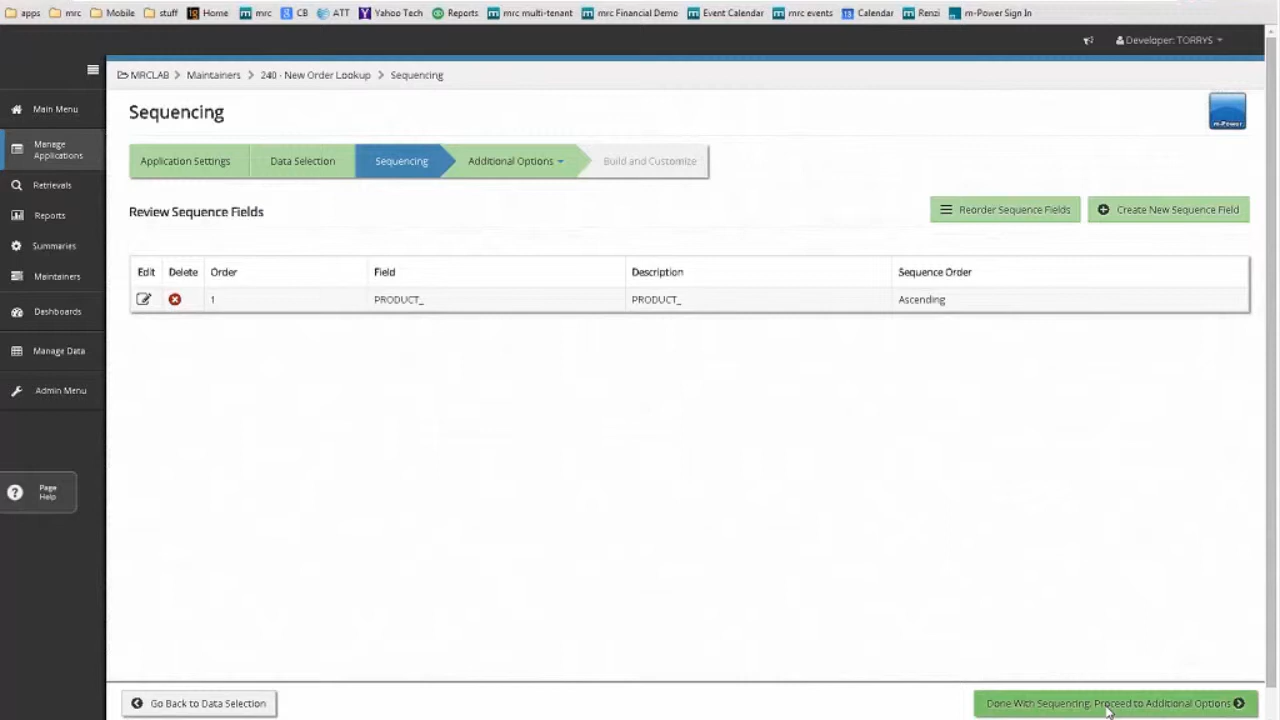 apps mrc Mobile stuff Home mrc CB ATT Yahoo Tech Reports mrc multi-tenant mrc Financial Demo Event Calendar mrc events Calendar Renzi m-Power Sign In
Developer: TORRYS
MRCLAB > Maintainers > 240 - New Order Lookup > Sequencing
Main Menu
Manage
Applications
Retrievals
Reports
Summaries
Maintainers
Dashboards
Manage Data
Admin Menu
Page
Help
Sequencing
m-Power
Application Settings Data Selection Sequencing Additional Options Build and Customize
Review Sequence Fields
Reorder Sequence Fields Create New Sequence Field
Edit Delete Order Field Description Sequence Order
1 PRODUCT_ PRODUCT_ Ascending
Go Back to Data Selection Done With Sequencing. Proceed to Additional Options